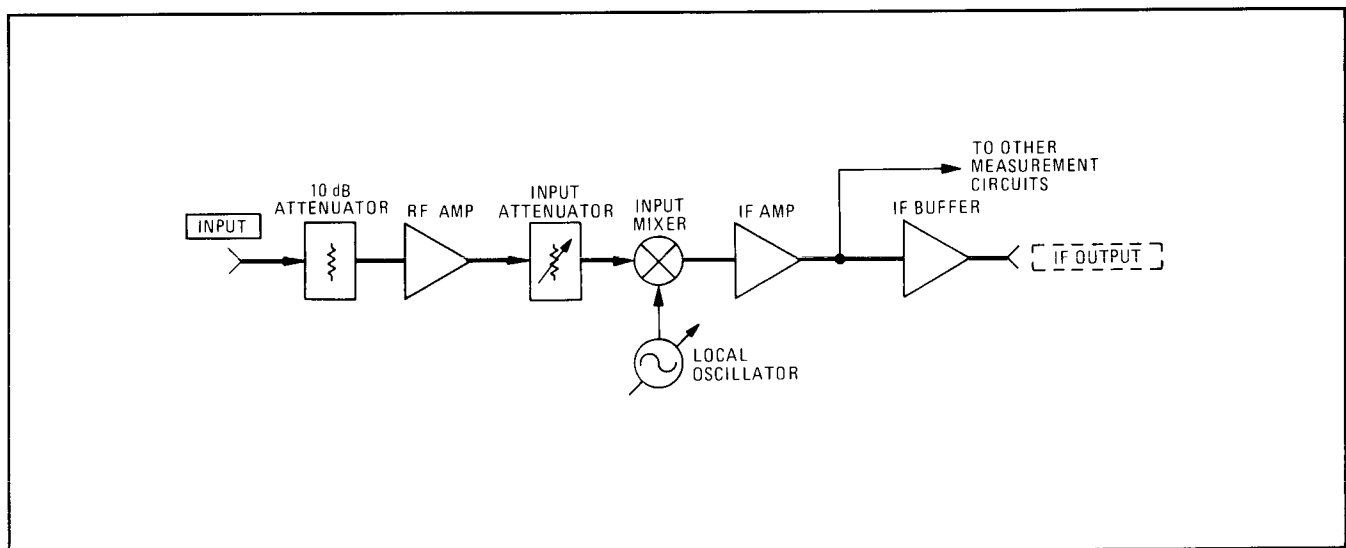 INPUT
10 dB
ATTENUATOR
RF AMP
INPUT
ATTENUATOR
INPUT
MIXER
LOCAL
OSCILLATOR
IF AMP
TO OTHER
MEASUREMENT
CIRCUITS
IF BUFFER
IF OUTPUT